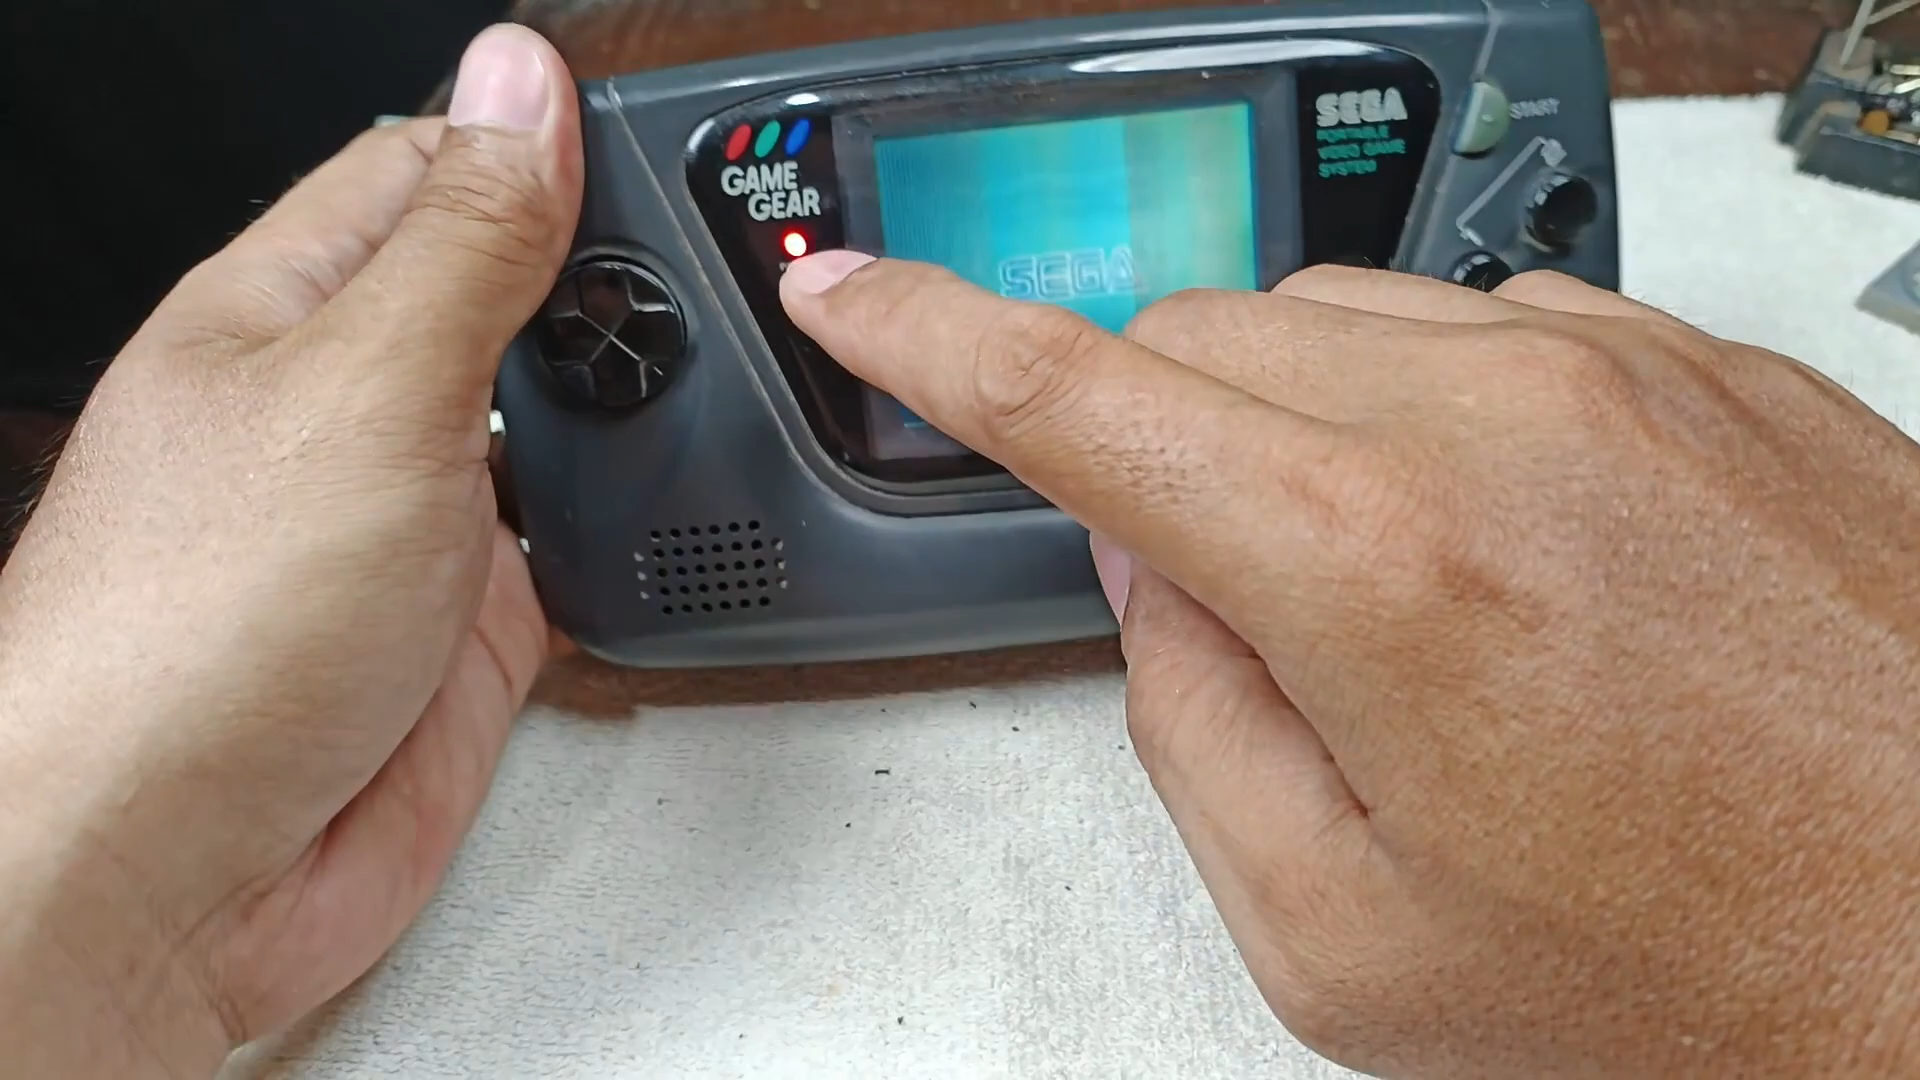 GAME
GEAR
SEGA
SEGA
PORTABLE
VIDEO GAME
SYSTEM
START